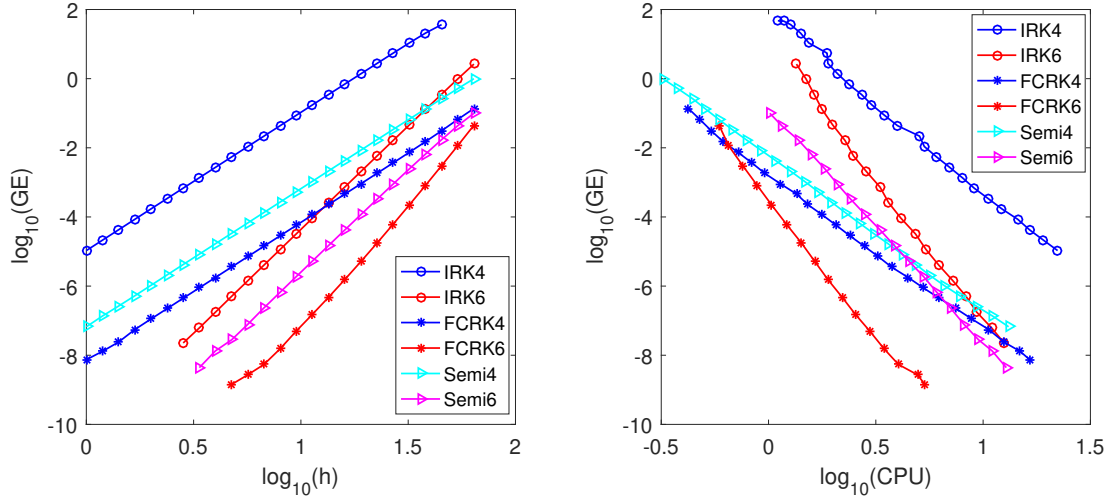 log10(GE)
2
0
-2
-4
-6
-8
-10
0
0.5
1
1.5
2
log10(h)
IRK4
IRK6
FCRK4
FCRK6
Semi4
Semi6
log10(GE)
2
0
-2
-4
-6
-8
-10
-0.5
0
0.5
1
1.5
log10(CPU)
IRK4
IRK6
FCRK4
FCRK6
Semi4
Semi6